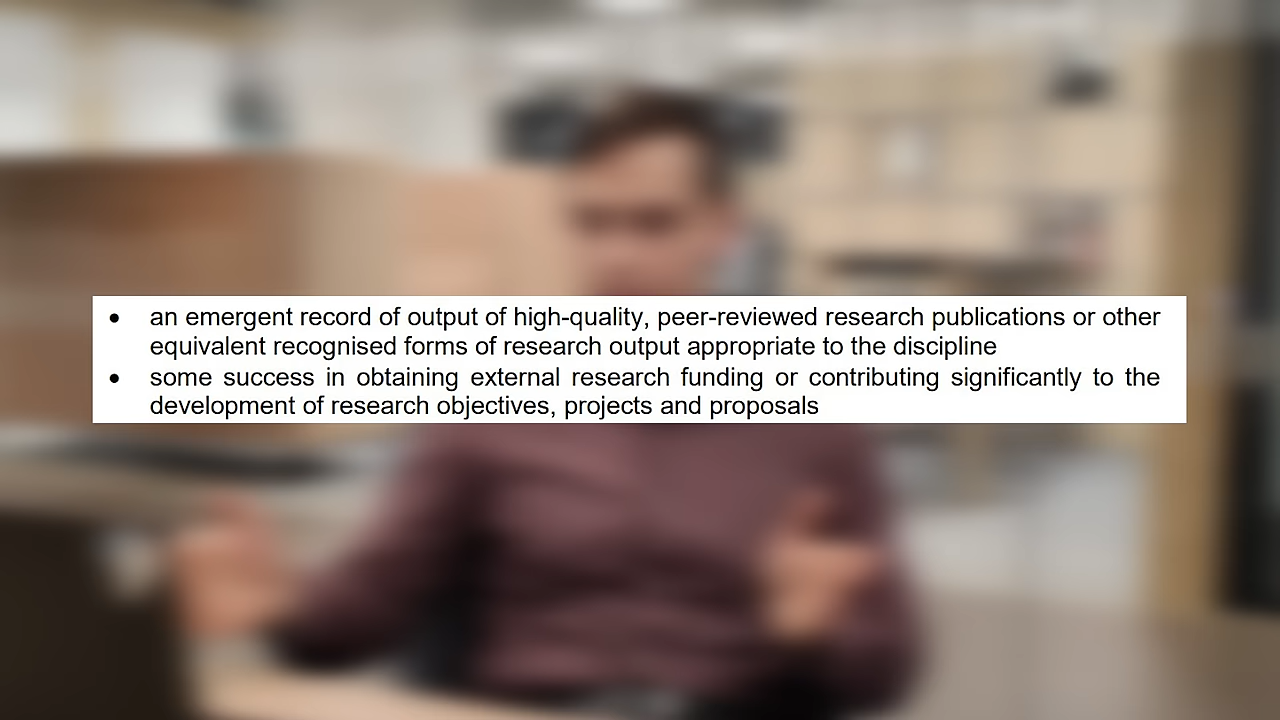 • an emergent record of output of high-quality, peer-reviewed research publications or other
equivalent recognised forms of research output appropriate to the discipline
• some success in obtaining external research funding or contributing significantly to the
development of research objectives, projects and proposals